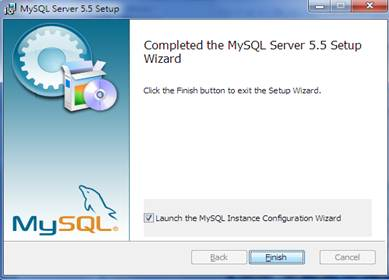 MySQL Server 5.5 Setup
Completed the MySQL Server 5.5 Setup
Wizard
Click the Finish button to exit the Setup Wizard.
MySQL®
Launch the MySQL Instance Configuration Wizard
Back
Finish
Cancel